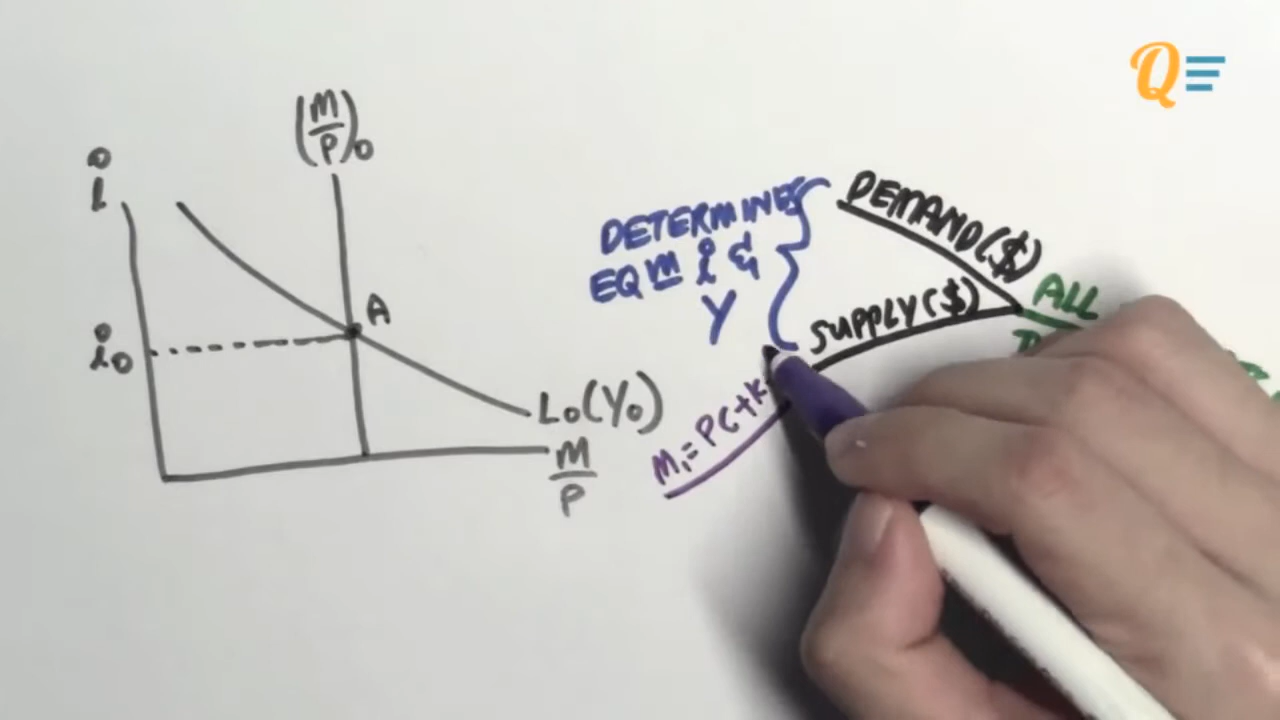 (M/P)0
i
A
i0
L0(Y0)
M/P
DETERMINES
EQM i &
Y
DEMAND($)
SUPPLY($)
M1=PC+K
ALL
Q